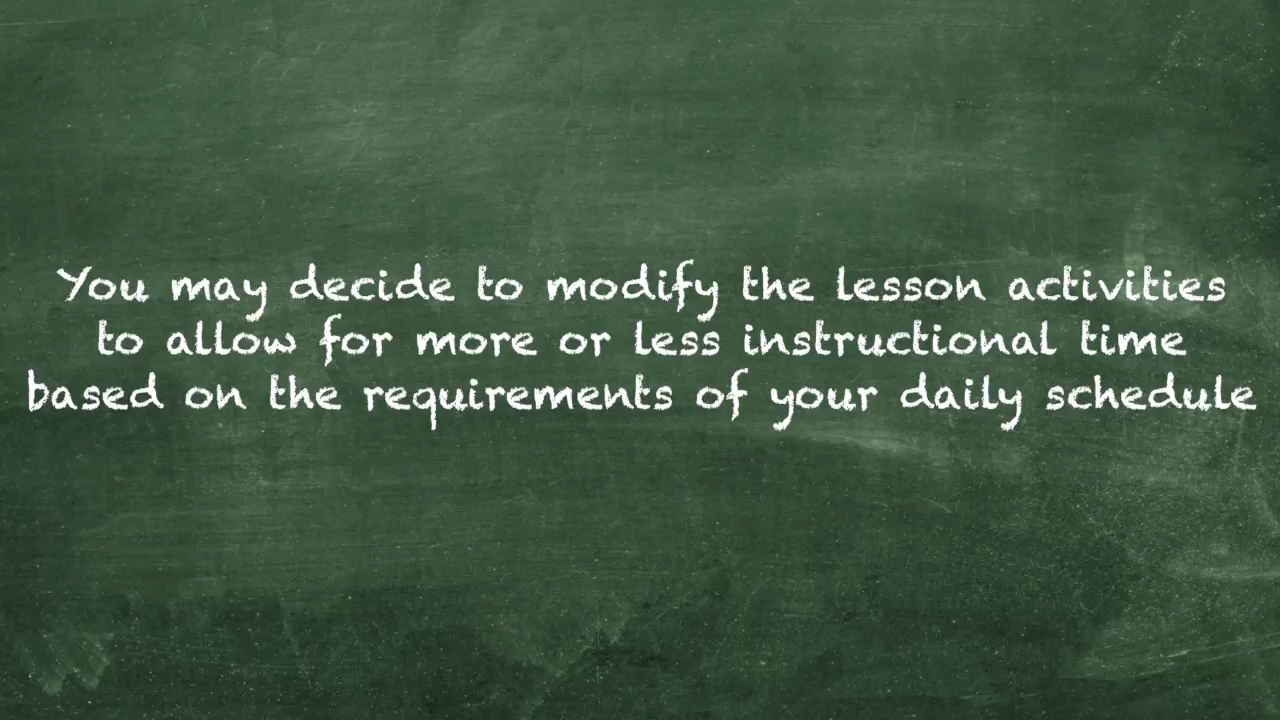 You may decide to modify the lesson activities
to allow for more or less instructional time
based on the requirements of your daily schedule